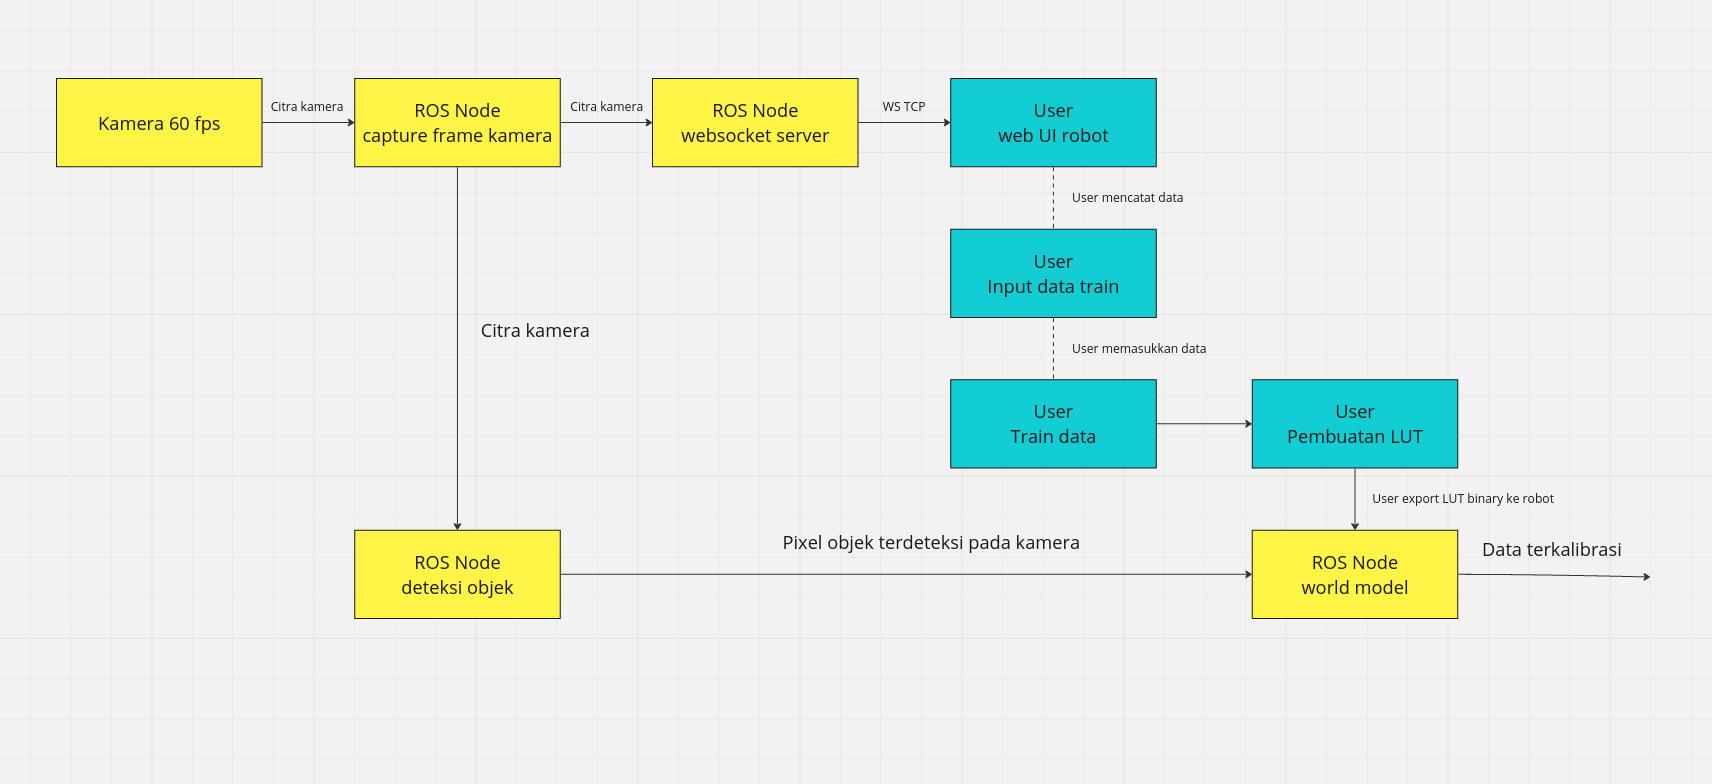 Kamera 60 fps
Citra kamera
ROS Node
capture frame kamera
Citra kamera
ROS Node
websocket server
WS TCP
User
web UI robot
User mencatat data
User
Input data train
Citra kamera
User memasukkan data
User
Train data
User
Pembuatan LUT
User export LUT binary ke robot
ROS Node
deteksi objek
Pixel objek terdeteksi pada kamera
ROS Node
world model
Data terkalibrasi